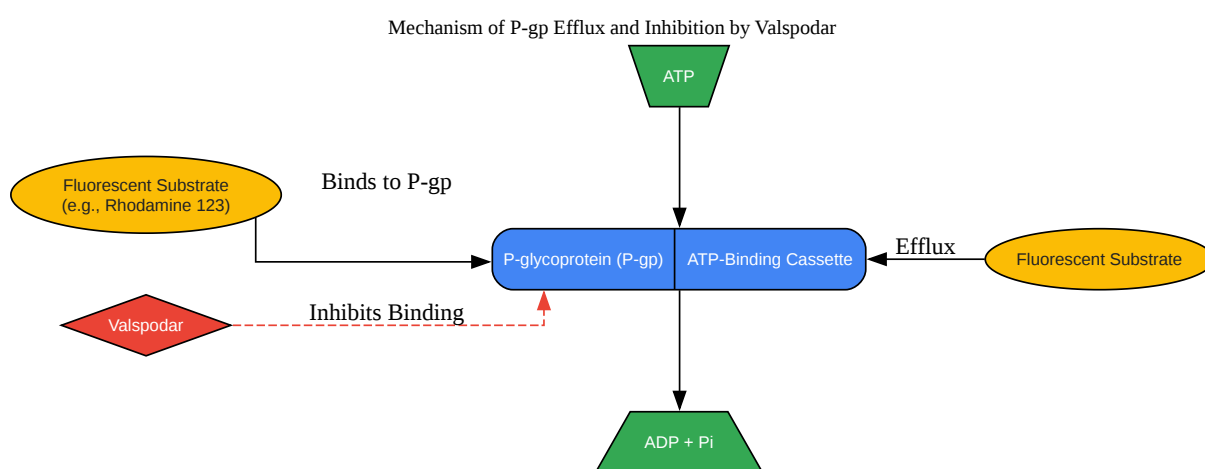 Mechanism of P-gp Efflux and Inhibition by Valspodar
ATP
Fluorescent Substrate
(e.g., Rhodamine 123)
Binds to P-gp
P-glycoprotein (P-gp)
ATP-Binding Cassette
Efflux
Fluorescent Substrate
Valspodar
Inhibits Binding
ADP + Pi